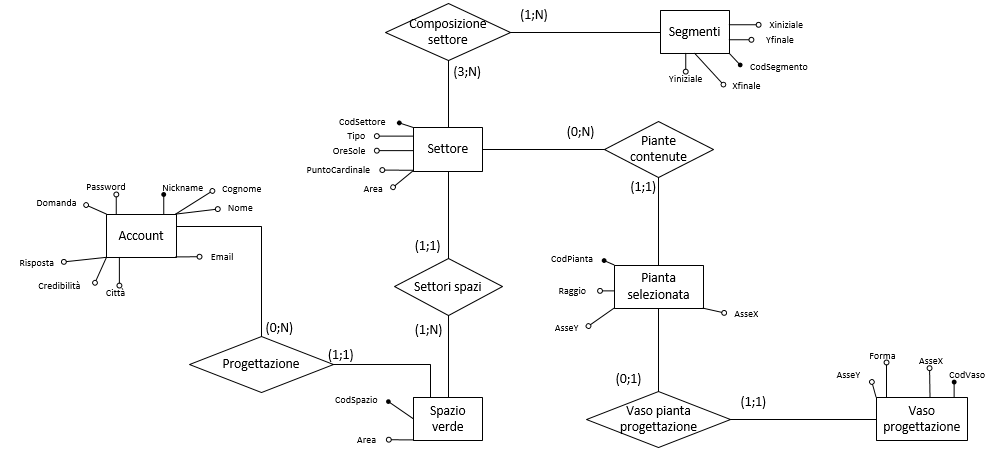 Composizione
settore
(1;N)
Segmenti
Xiniziale
Yfinale
CodSegmento
Yiniziale
Xfinale
(3;N)
CodSettore
Tipo
OreSole
PuntoCardinale
Area
Settore
(0;N)
Piante
contenute
(1;1)
Password
Nickname
Cognome
Domanda
Nome
Account
Risposta
Email
Credibilità
Città
(1;1)
Settori spazi
(1;N)
CodPianta
Raggio
AsseY
Pianta
selezionata
AsseX
(0;N)
Progettazione
(1;1)
CodSpazio
Area
Spazio
verde
(0;1)
Vaso pianta
progettazione
(1;1)
Forma
AsseY
AsseX
CodVaso
Vaso
progettazione